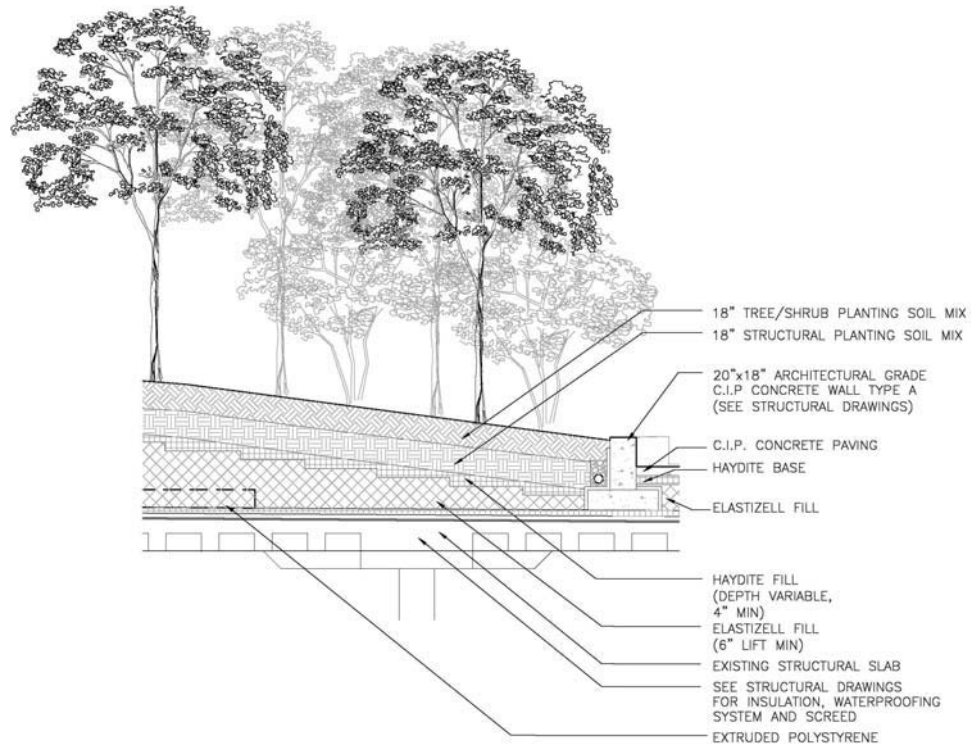 18" TREE/SHRUB PLANTING SOIL MIX
18" STRUCTURAL PLANTING SOIL MIX
20"x18" ARCHITECTURAL GRADE
C.I.P CONCRETE WALL TYPE A
(SEE STRUCTURAL DRAWINGS)
C.I.P. CONCRETE PAVING
HAYDITE BASE
ELASTIZELL FILL
HAYDITE FILL
(DEPTH VARIABLE,
4" MIN)
ELASTIZELL FILL
(6" LIFT MIN)
EXISTING STRUCTURAL SLAB
SEE STRUCTURAL DRAWINGS
FOR INSULATION, WATERPROOFING
SYSTEM AND SCREED
EXTRUDED POLYSTYRENE